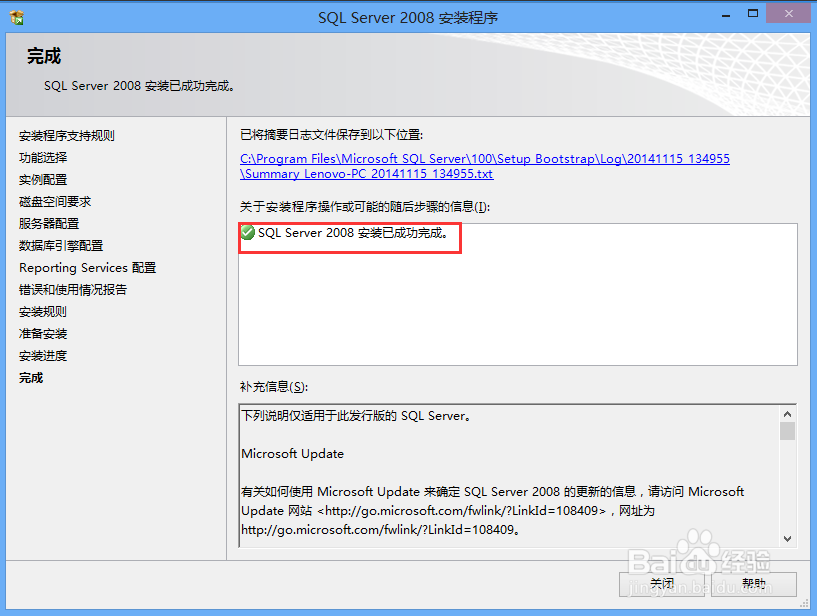 SQL Server 2008 安装程序
完成
SQL Server 2008 安装已成功完成。
安装程序支持规则
功能选择
实例配置
磁盘空间要求
服务器配置
数据库引擎配置
Reporting Services 配置
错误和使用情况报告
安装规则
准备安装
安装进度
完成
已将摘要日志文件保存到以下位置:
C:\Program Files\Microsoft SQL Server\100\Setup Bootstrap\Log\20141115_134955
\Summary_Lenovo-PC_20141115_134955.txt
关于安装程序操作或可能的随后步骤的信息(I):
SQL Server 2008 安装已成功完成。
补充信息(S):
下列说明仅适用于此发行版的 SQL Server。
Microsoft Update
有关如何使用 Microsoft Update 来确定 SQL Server 2008 的更新的信息，请访问 Microsoft
Update 网站 <http://go.microsoft.com/fwlink/?LinkId=108409>，网址为
http://go.microsoft.com/fwlink/?LinkId=108409。
Baidu经验
jingyan.baidu.com
关闭
帮助